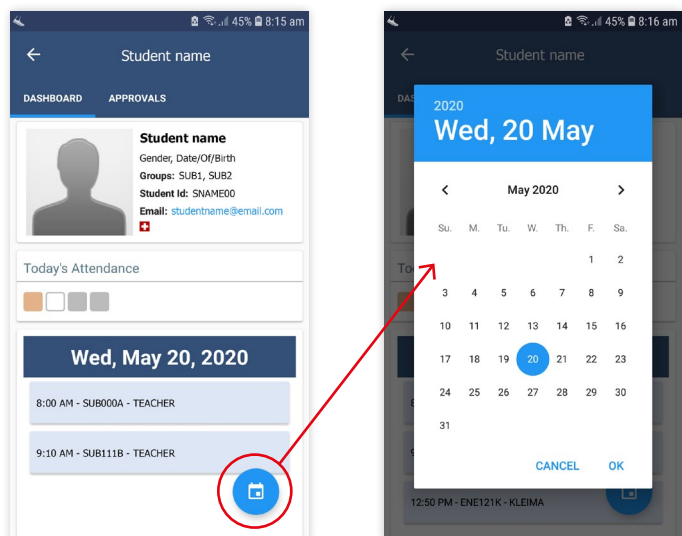 45% 8:15 am
Student name
DASHBOARD APPROVALS
Student name
Gender, Date/Of/Birth
Groups: SUB1, SUB2
Student Id: SNAME00
Email: studentname@email.com
Today's Attendance
Wed, May 20, 2020
8:00 AM - SUB000A - TEACHER
9:10 AM - SUB111B - TEACHER
45% 8:16 am
Student name
DAS
2020
Wed, 20 May
May 2020
Su. M. Tu. W. Th. F. Sa.
1 2
3 4 5 6 7 8 9
10 11 12 13 14 15 16
17 18 19 20 21 22 23
24 25 26 27 28 29 30
31
CANCEL OK
To
12:50 PM - ENE121K - KLEIMA